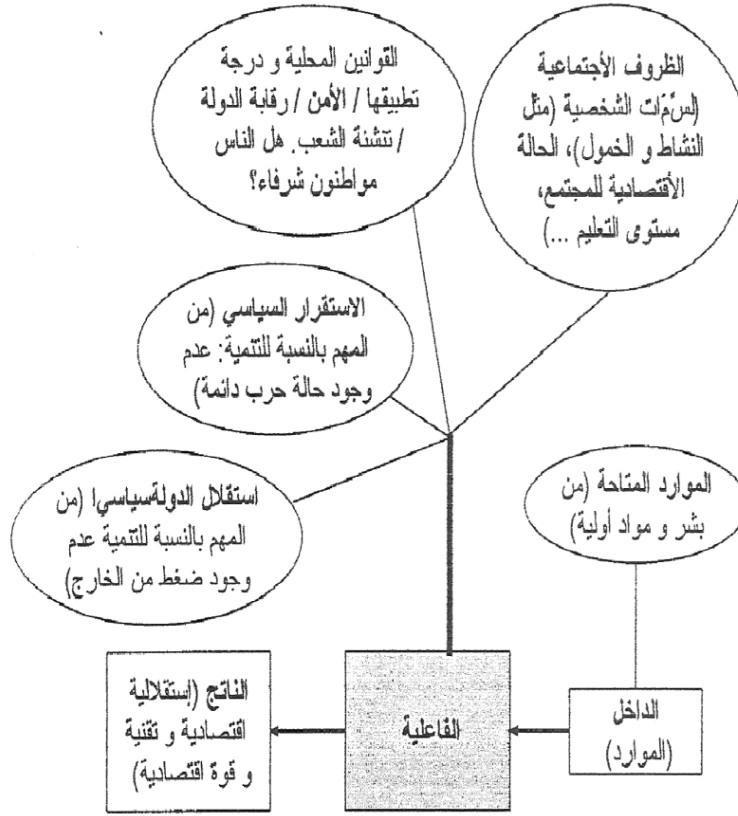 الظروف الأجتماعية
(لسِّمَات الشخصية (مثل
النشاط و الخمول)، الحالة
الأقتصادية للمجتمع،
مستوى التعليم ...)
القوانين المحلية و درجة
تطبيقها / الأمن / رقابة الدولة
/ تنشئة الشعب. هل الناس
مواطنون شرفاء؟
الاستقرار السياسي (من
المهم بالنسبة للتنمية: عدم
وجود حالة حرب دائمة)
استقلال الدولةسياسيا (من
المهم بالنسبة للتنمية عدم
وجود ضغط من الخارج)
الموارد المتاحة (من
بشر و مواد أولية)
الداخل
(الموارد)
الفاعلية
الناتج (إستقلالية
اقتصادية و تقنية
و قوة اقتصادية)